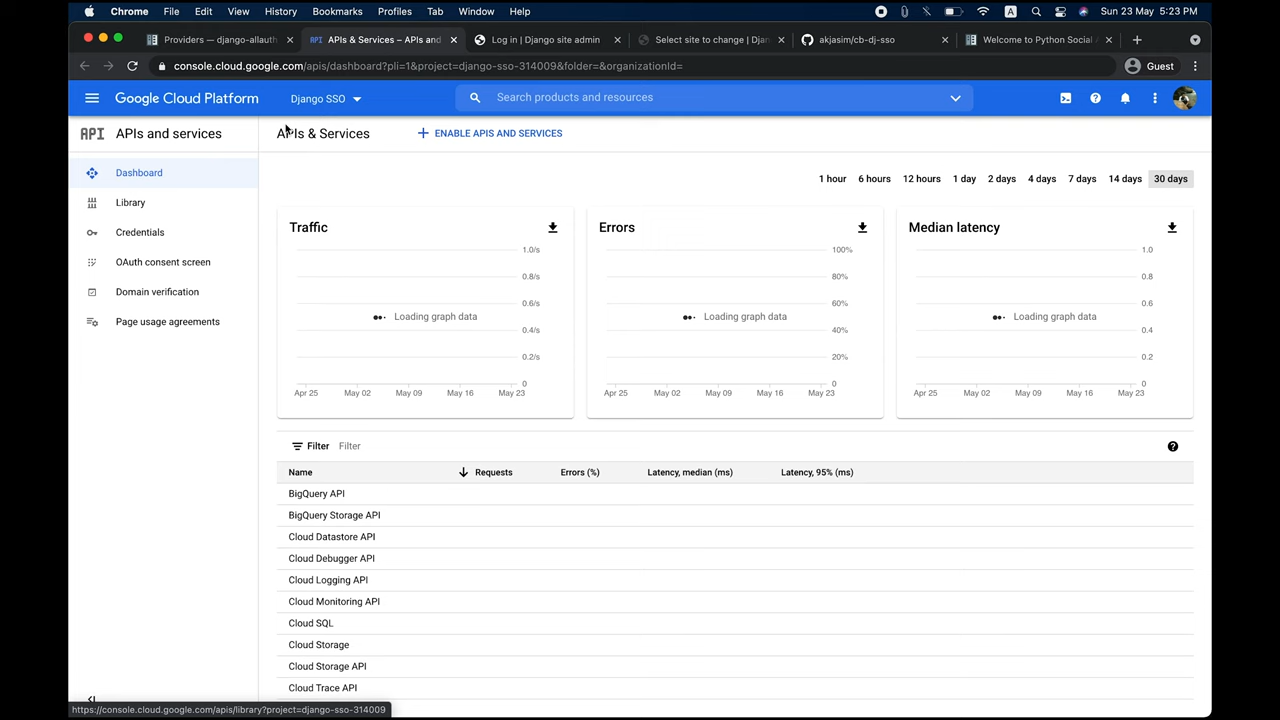 Chrome File Edit View History Bookmarks Profiles Tab Window Help A Sun 23 May 5:23 PM
Providers — django-allauth APIs & Services – APIs and Log in | Django site admin Select site to change | Djan akjasim/cb-dj-sso Welcome to Python Social A
console.cloud.google.com/apis/dashboard?pli=1&project=django-sso-314009&folder=&organizationId= Guest
Google Cloud Platform Django SSO Search products and resources
API APIs and services APIs & Services ENABLE APIS AND SERVICES
Dashboard
Library
Credentials
OAuth consent screen
Domain verification
Page usage agreements
1 hour 6 hours 12 hours 1 day 2 days 4 days 7 days 14 days 30 days
Traffic
1.0/s
0.8/s
0.6/s
Loading graph data
0.4/s
0.2/s
0
Apr 25 May 02 May 09 May 16 May 23
Errors
100%
80%
60%
Loading graph data
40%
20%
0
Apr 25 May 02 May 09 May 16 May 23
Median latency
1.0
0.8
0.6
Loading graph data
0.4
0.2
0
Apr 25 May 02 May 09 May 16 May 23
Filter Filter
Name Requests Errors (%) Latency, median (ms) Latency, 95% (ms)
BigQuery API
BigQuery Storage API
Cloud Datastore API
Cloud Debugger API
Cloud Logging API
Cloud Monitoring API
Cloud SQL
Cloud Storage
Cloud Storage API
Cloud Trace API
https://console.cloud.google.com/apis/library?project=django-sso-314009